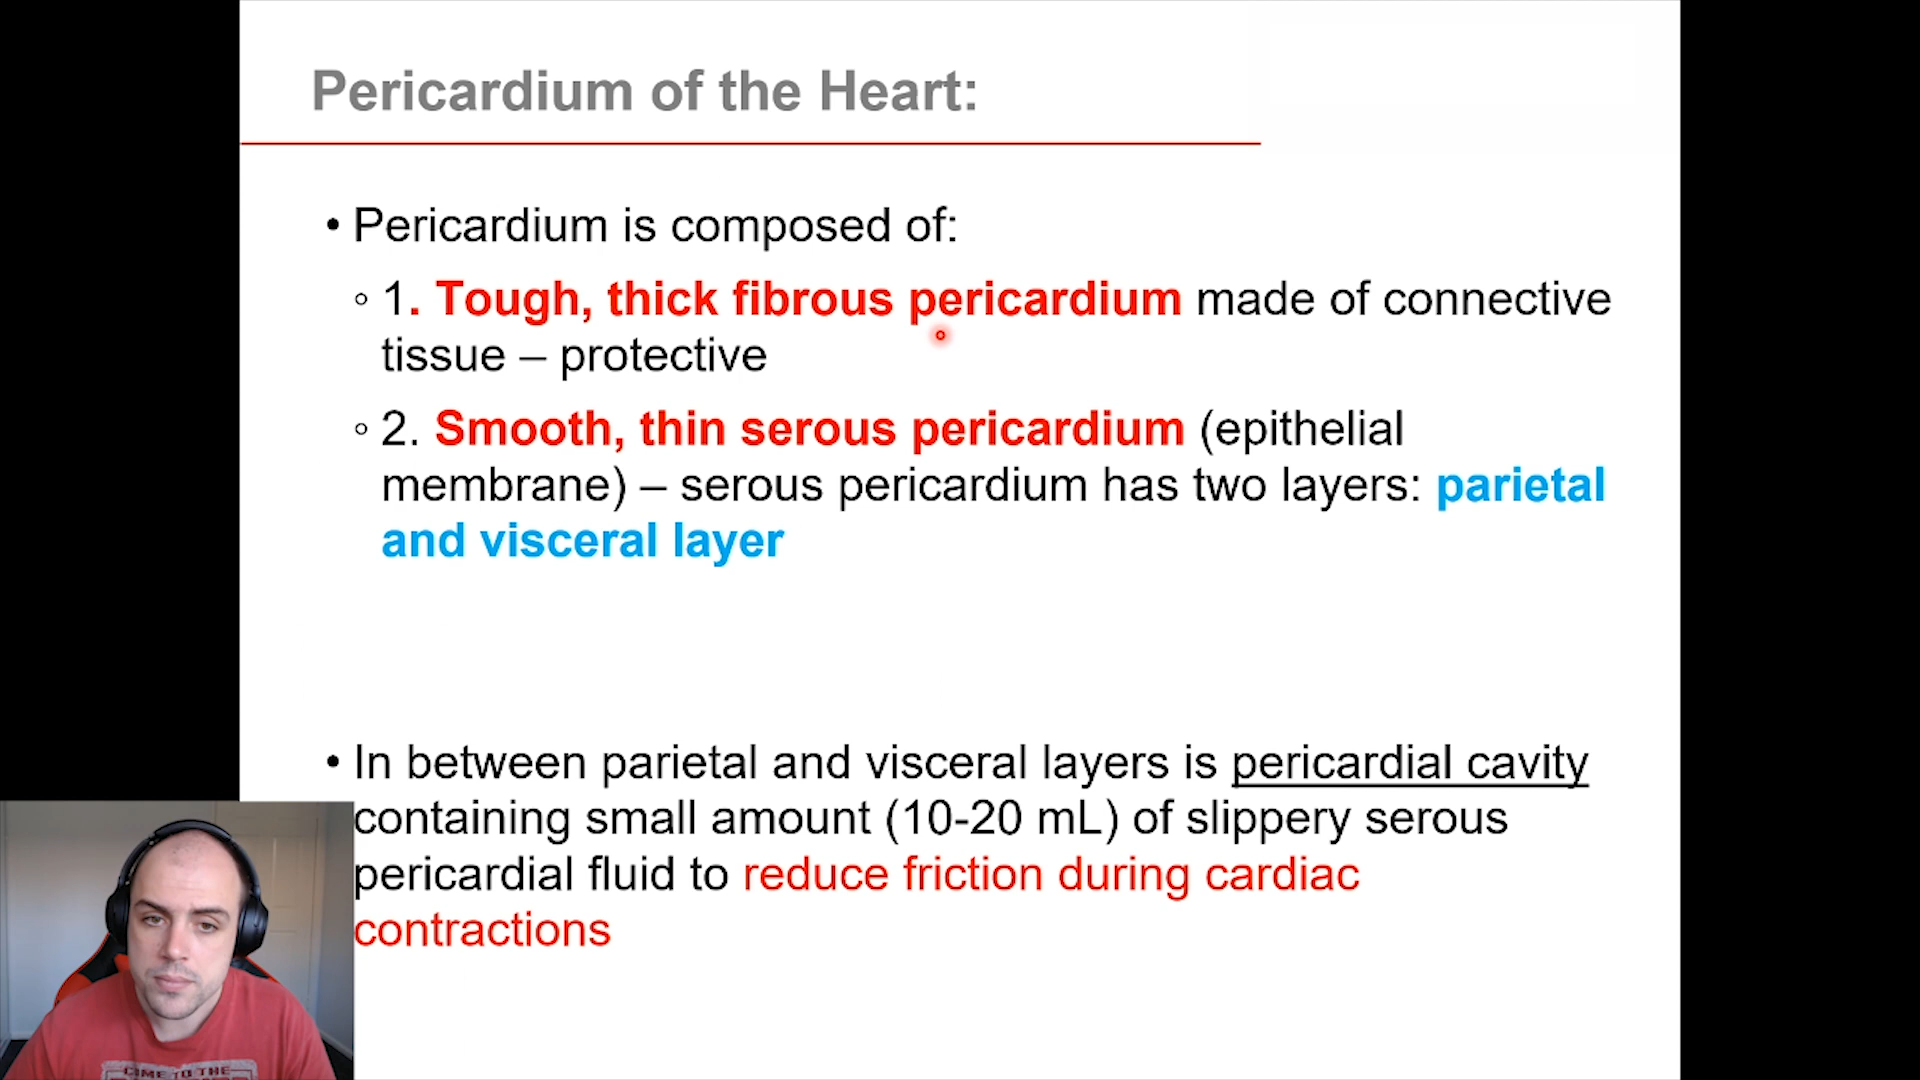 Pericardium of the Heart:
• Pericardium is composed of:
◦ 1. Tough, thick fibrous pericardium made of connective
tissue – protective
◦ 2. Smooth, thin serous pericardium (epithelial
membrane) – serous pericardium has two layers: parietal
and visceral layer
• In between parietal and visceral layers is pericardial cavity
containing small amount (10-20 mL) of slippery serous
pericardial fluid to reduce friction during cardiac
contractions
COME TO THE